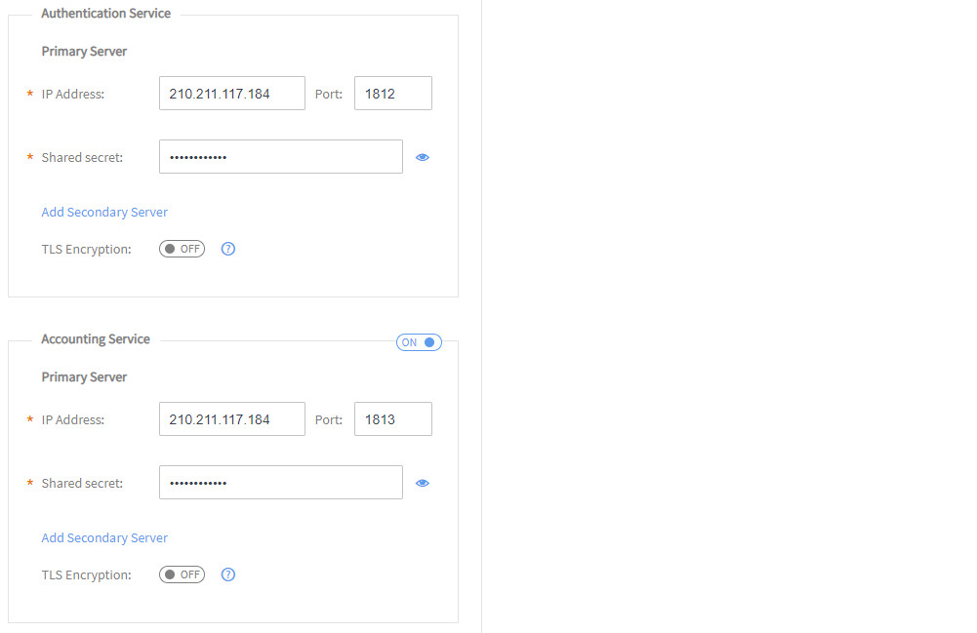 Authentication Service
Primary Server
* IP Address: 210.211.117.184 Port: 1812
* Shared secret: ••••••••••••
Add Secondary Server
TLS Encryption: OFF ?
Accounting Service ON
Primary Server
* IP Address: 210.211.117.184 Port: 1813
* Shared secret: ••••••••••••
Add Secondary Server
TLS Encryption: OFF ?